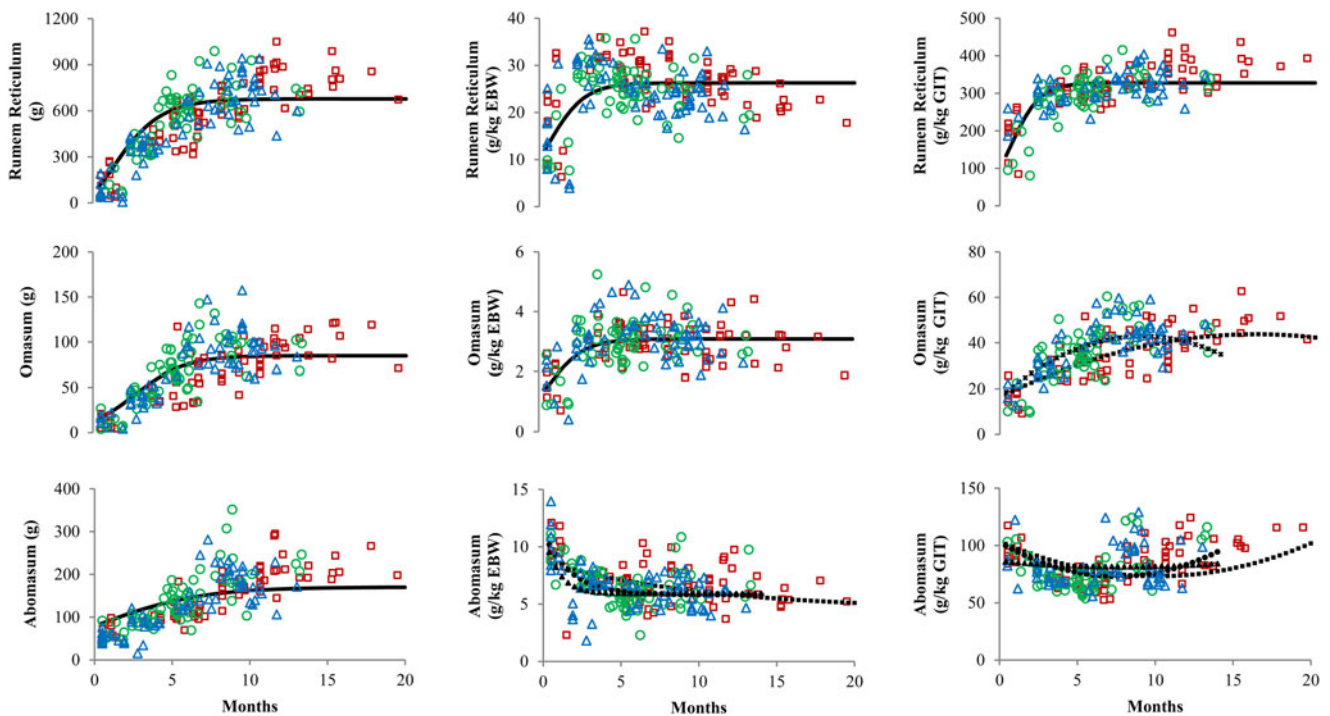 Rumem Reticulum
(g)
1200
900
600
300
0
Rumem Reticulum
(g/kg EBW)
40
30
20
10
0
Rumem Reticulum
(g/kg GIT)
500
400
300
200
100
0
Omasum (g)
200
150
100
50
0
Omasum
(g/kg EBW)
6
4
2
0
Omasum
(g/kg GIT)
80
60
40
20
0
Abomasum (g)
400
300
200
100
0
0 5 10 15 20
Months
Abomasum
(g/kg EBW)
15
10
5
0
0 5 10 15 20
Months
Abomasum
(g/kg GIT)
150
100
50
0
0 5 10 15 20
Months